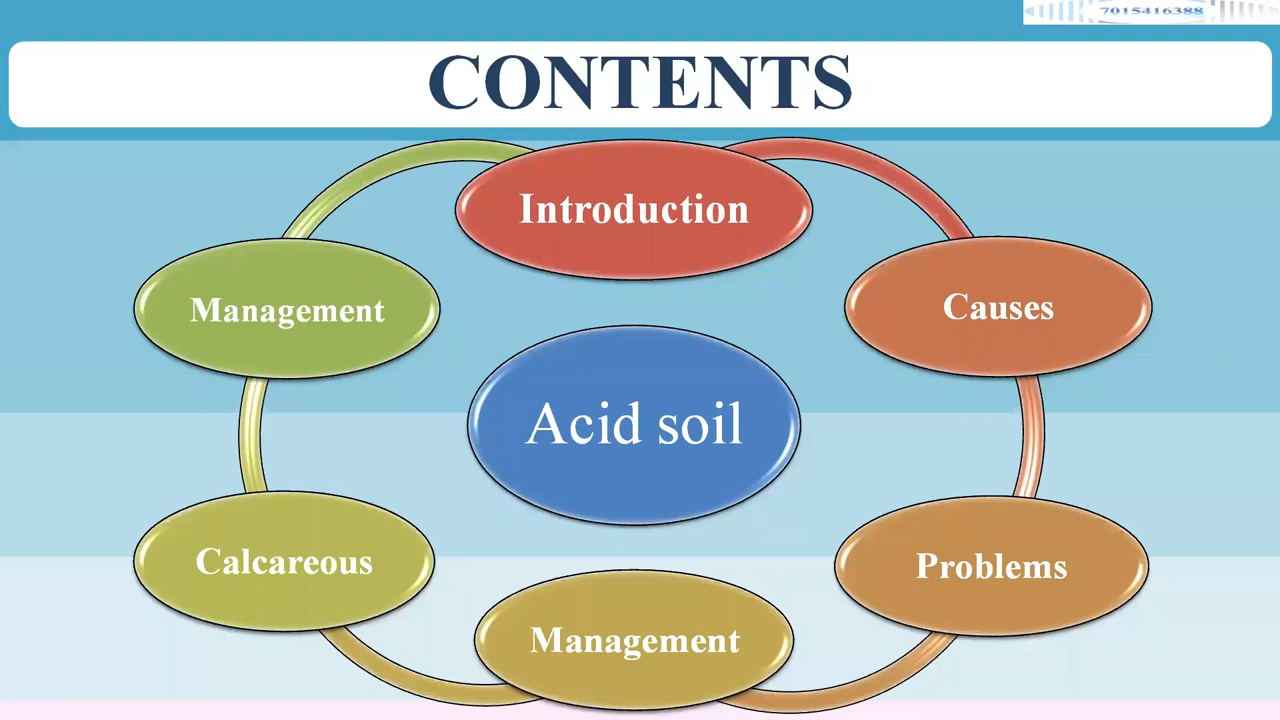 7015416388
CONTENTS
Introduction
Causes
Problems
Management
Calcareous
Management
Acid soil